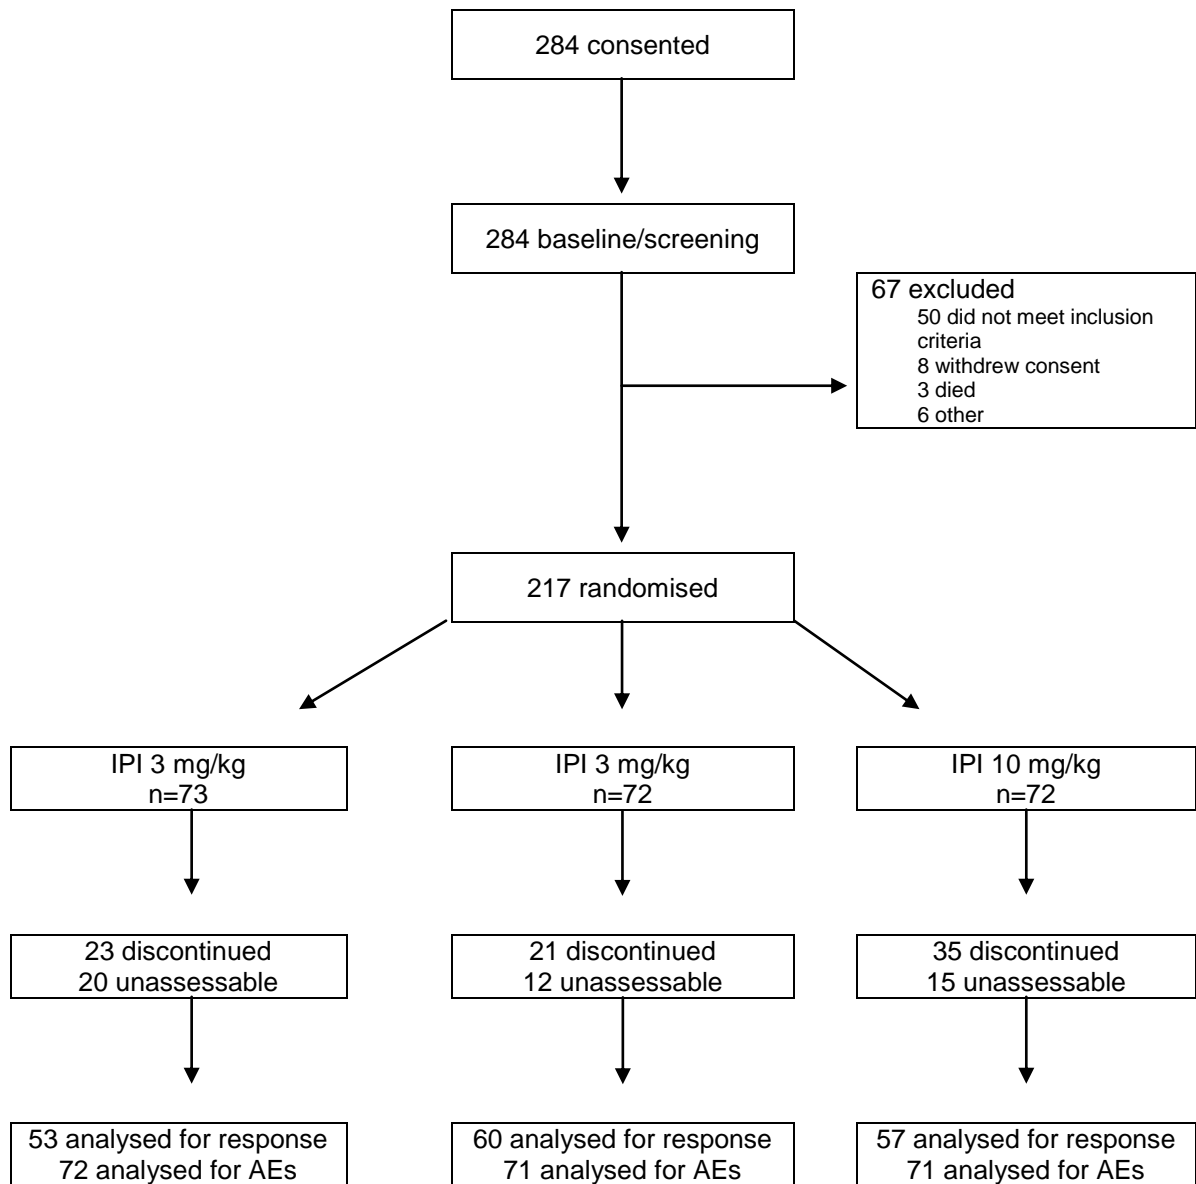 284 consented
284 baseline/screening
67 excluded
50 did not meet inclusion
criteria
8 withdrew consent
3 died
6 other
217 randomised
IPI 3 mg/kg
n=73
IPI 3 mg/kg
n=72
IPI 10 mg/kg
n=72
23 discontinued
20 unassessable
21 discontinued
12 unassessable
35 discontinued
15 unassessable
53 analysed for response
72 analysed for AEs
60 analysed for response
71 analysed for AEs
57 analysed for response
71 analysed for AEs